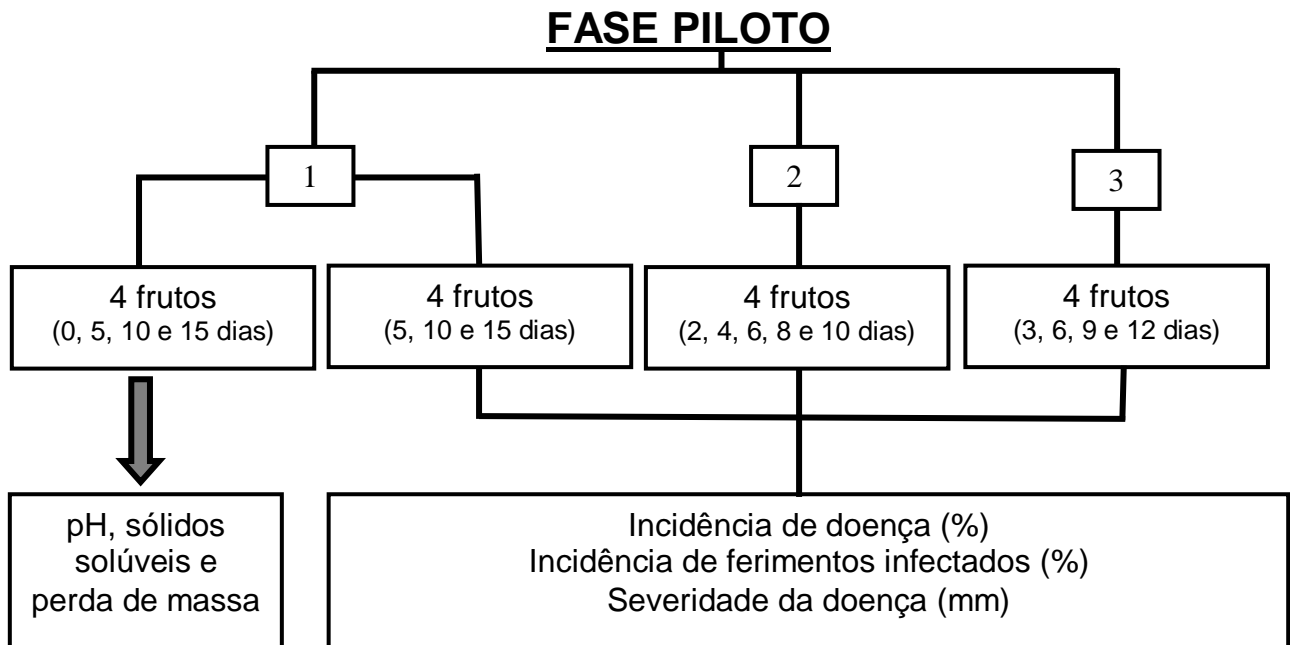 FASE PILOTO
1
2
3
4 frutos
(0, 5, 10 e 15 dias)
4 frutos
(5, 10 e 15 dias)
4 frutos
(2, 4, 6, 8 e 10 dias)
4 frutos
(3, 6, 9 e 12 dias)
pH, sólidos
solúveis e
perda de massa
Incidência de doença (%)
Incidência de ferimentos infectados (%)
Severidade da doença (mm)